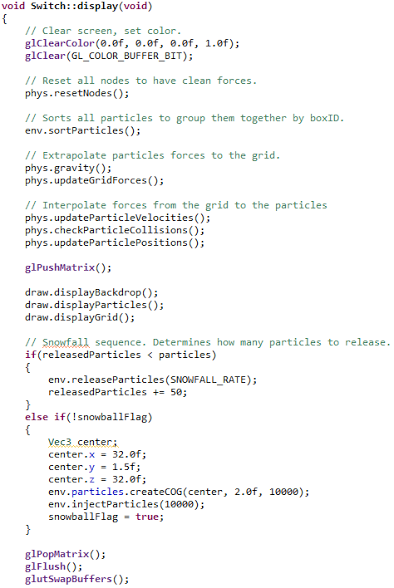 void Switch::display(void)
{
    // Clear screen, set color.
    glClearColor(0.0f, 0.0f, 0.0f, 1.0f);
    glClear(GL_COLOR_BUFFER_BIT);

    // Reset all nodes to have clean forces.
    phys.resetNodes();

    // Sorts all particles to group them together by boxID.
    env.sortParticles();

    // Extrapolate particles forces to the grid.
    phys.gravity();
    phys.updateGridForces();

    // Interpolate forces from the grid to the particles
    phys.updateParticleVelocities();
    phys.checkParticleCollisions();
    phys.updateParticlePositions();

    glPushMatrix();

    draw.displayBackdrop();
    draw.displayParticles();
    draw.displayGrid();

    // Snowfall sequence. Determines how many particles to release.
    if(releasedParticles < particles)
    {
        env.releaseParticles(SNOWFALL_RATE);
        releasedParticles += 50;
    }
    else if(!snowballFlag)
    {
        Vec3 center;
        center.x = 32.0f;
        center.y = 1.5f;
        center.z = 32.0f;
        env.particles.createCOG(center, 2.0f, 10000);
        env.injectParticles(10000);
        snowballFlag = true;
    }

    glPopMatrix();
    glFlush();
    glutSwapBuffers();